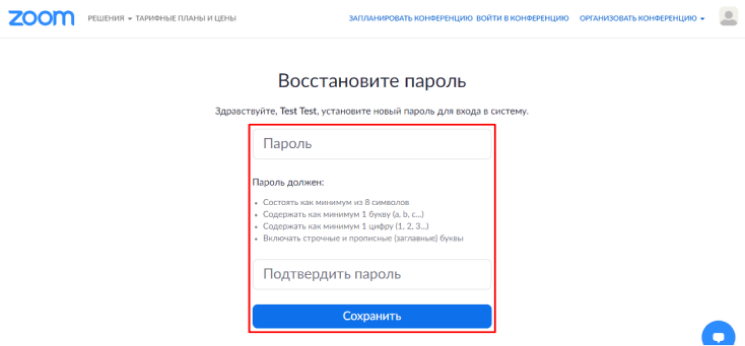 zoom РЕШЕНИЯ ТАРИФНЫЕ ПЛАНЫ И ЦЕНЫ ЗАПЛАНИРОВАТЬ КОНФЕРЕНЦИЮ ВОЙТИ В КОНФЕРЕНЦИЮ ОРГАНИЗОВАТЬ КОНФЕРЕНЦИЮ
Восстановите пароль
Здравствуйте, Test Test, установите новый пароль для входа в систему.
Пароль
Пароль должен:
• Состоять как минимум из 8 символов
• Содержать как минимум 1 букву (a, b, c...)
• Содержать как минимум 1 цифру (1, 2, 3...)
• Включать строчные и прописные (заглавные) буквы
Подтвердить пароль
Сохранить